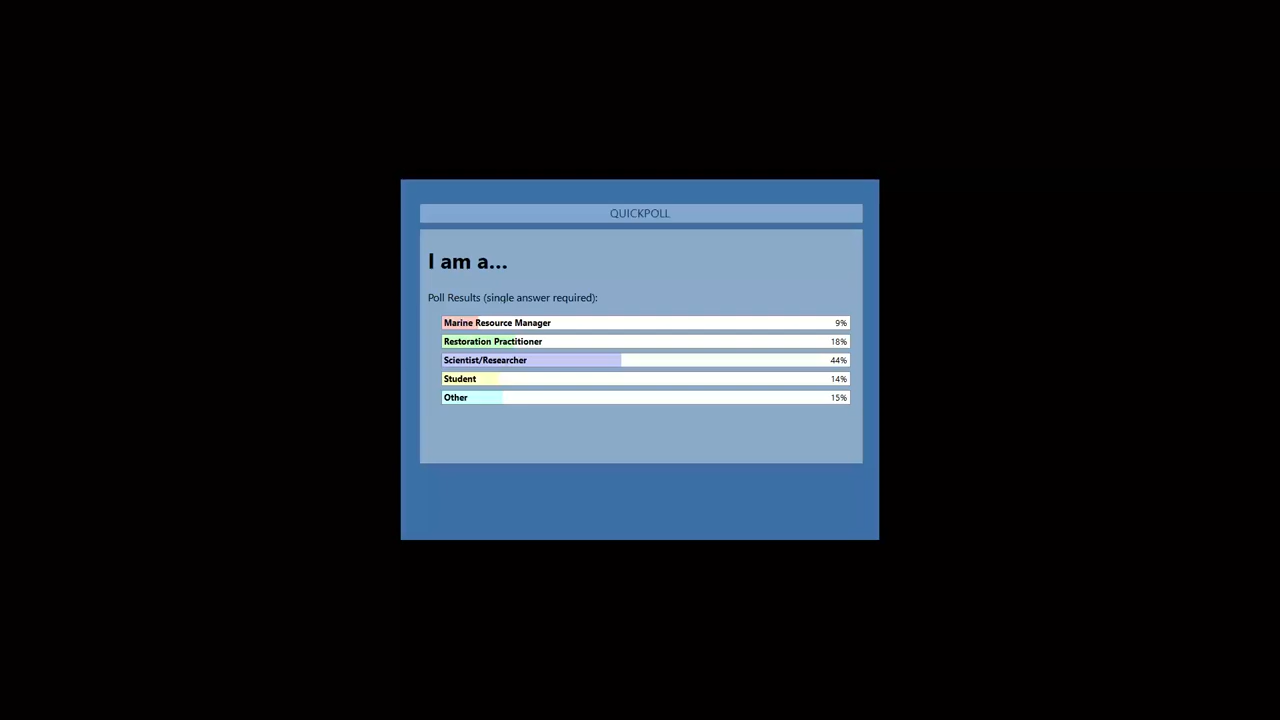 QUICKPOLL
I am a...
Poll Results (single answer required):
Marine Resource Manager 9%
Restoration Practitioner 18%
Scientist/Researcher 44%
Student 14%
Other 15%